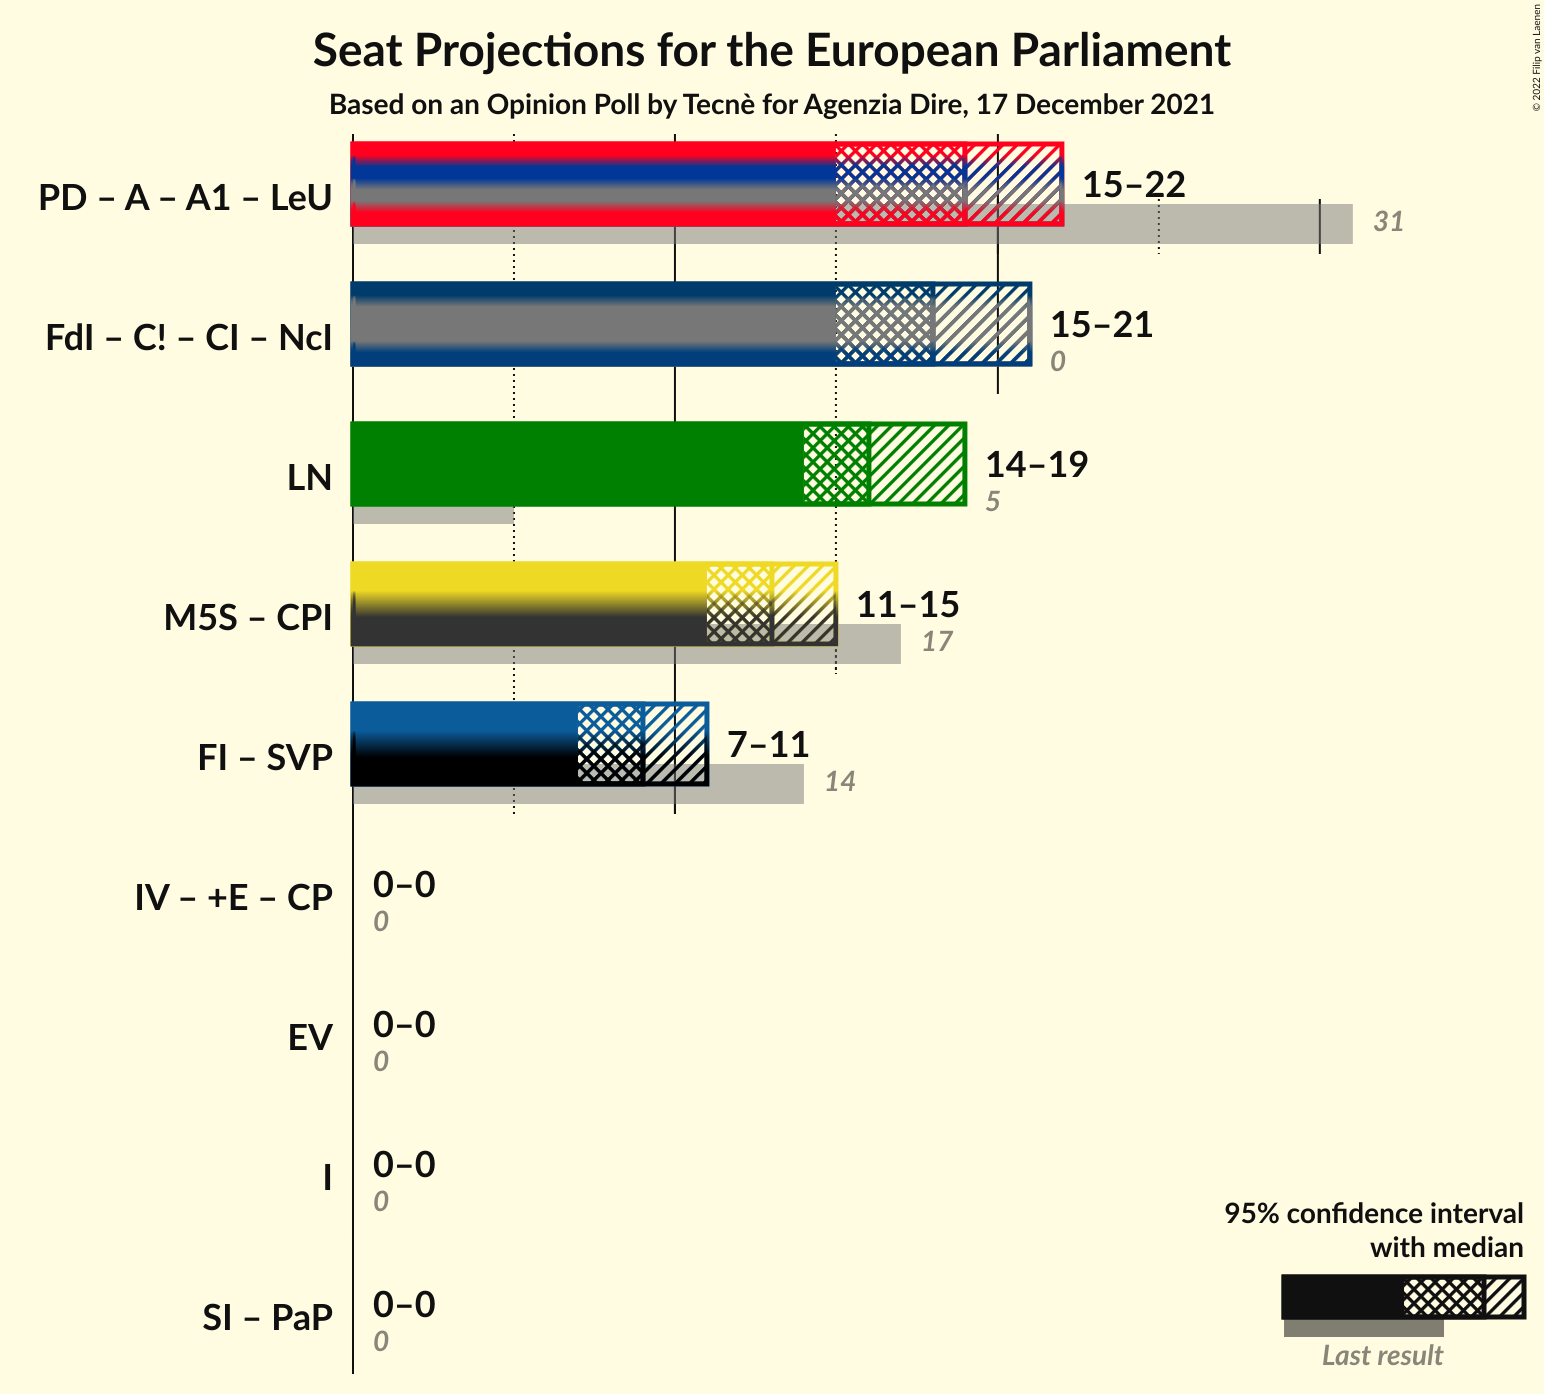 Seat Projections for the European Parliament
Based on an Opinion Poll by Tecnè for Agenzia Dire, 17 December 2021
© 2022 Filip van Laenen
PD – A – A1 – LeU
15–22
31
FdI – C! – CI – NcI
15–21
0
LN
14–19
5
M5S – CPI
11–15
17
FI – SVP
7–11
14
IV – +E – CP
0–0
0
EV
0–0
0
I
0–0
0
SI – PaP
0–0
0
95% confidence interval
with median
Last result